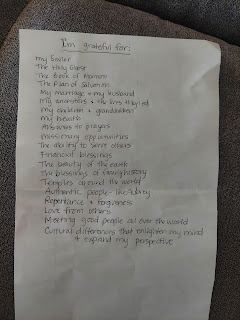 I'm grateful for:
my Savior
The Holy Ghost
The Book of Mormon
The Plan of Salvation
My marriage & my husband
My ancestors & the lives they led
my children & grandchildren
My health
Answers to prayers
missionary opportunities
The ability to serve others
Financial blessings
The beauty of the earth
The blessings of family history
Temples around the world
Authentic people - like Aubrey
Repentance & forgiveness
Love from others
Meeting good people all over the world
Cultural differences that enlighten my mind
& expand my perspective